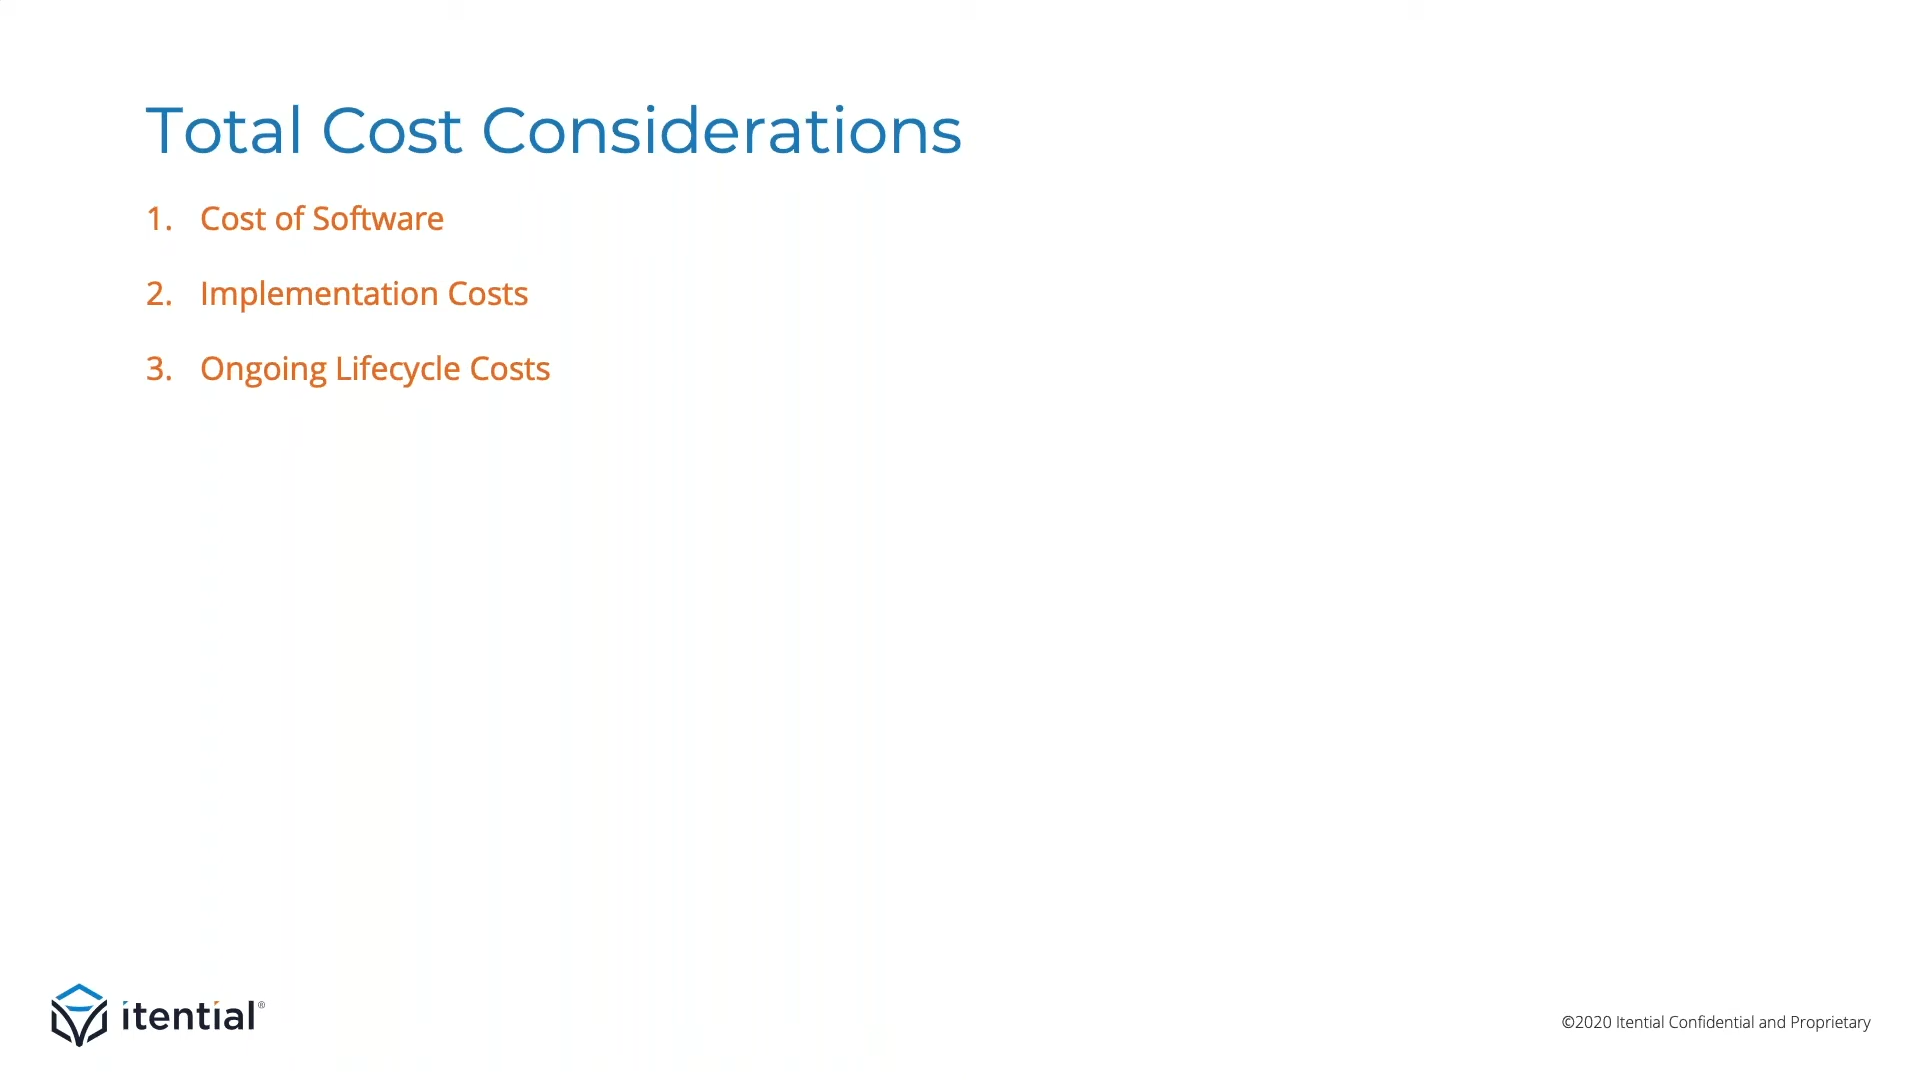 Total Cost Considerations
1. Cost of Software
2. Implementation Costs
3. Ongoing Lifecycle Costs
itential®
©2020 Itential Confidential and Proprietary